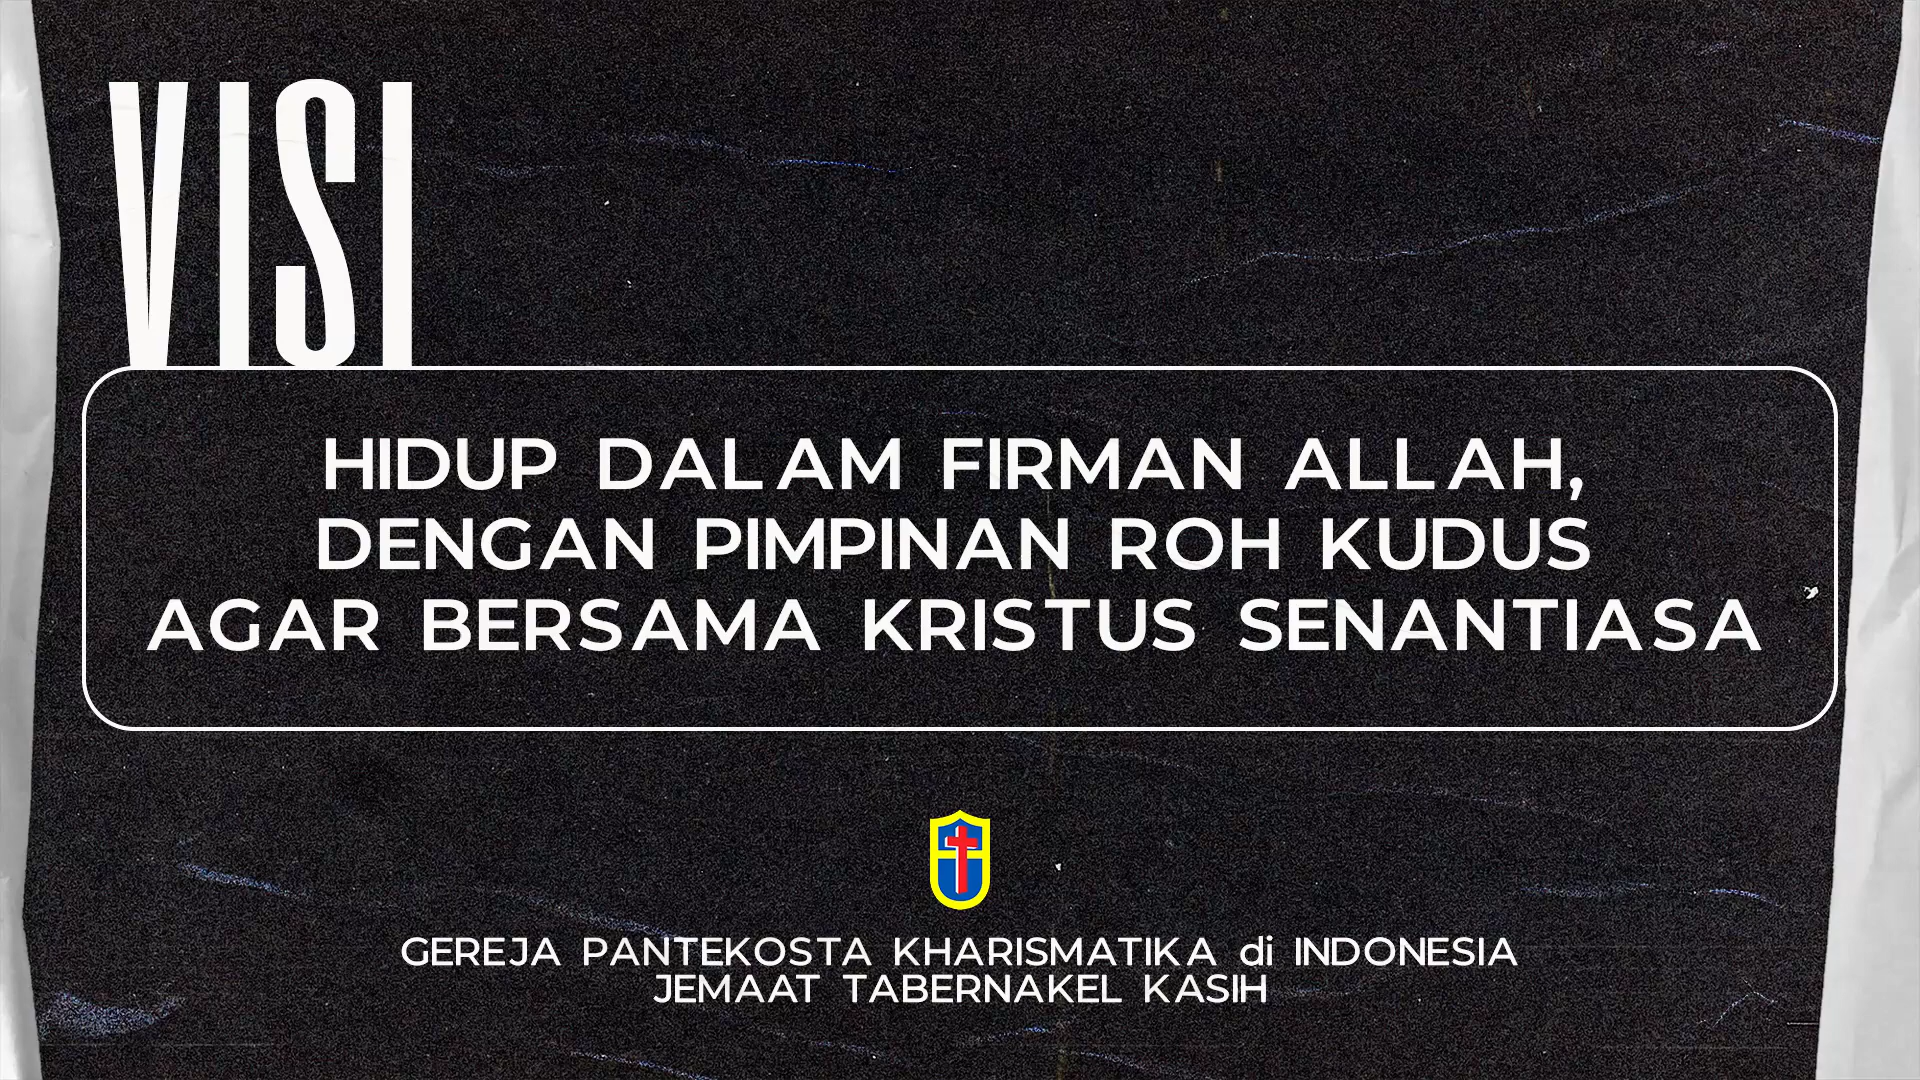 VISI
HIDUP DALAM FIRMAN ALLAH,
DENGAN PIMPINAN ROH KUDUS
AGAR BERSAMA KRISTUS SENANTIASA
GEREJA PANTEKOSTA KHARISMATIKA di INDONESIA
JEMAAT TABERNAKEL KASIH